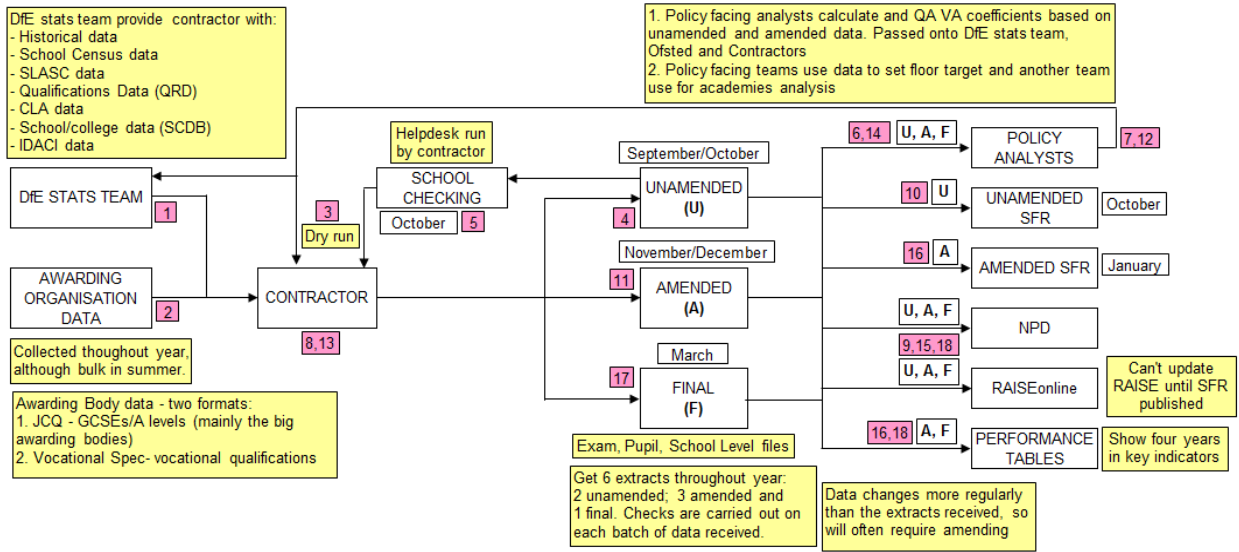 DfE stats team provide contractor with:
- Historical data
- School Census data
- SLASC data
- Qualifications Data (QRD)
- CLA data
- School/college data (SCDB)
- IDACI data
1. Policy facing analysts calculate and QA VA coefficients based on
unamended and amended data. Passed onto DfE stats team,
Ofsted and Contractors
2. Policy facing teams use data to set floor target and another team
use for academies analysis
Helpdesk run
by contractor
September/October
6,14
U, A, F
POLICY
ANALYSTS
7,12
DfE STATS TEAM
1
SCHOOL
CHECKING
October
5
3
Dry run
UNAMENDED
(U)
4
10
U
UNAMENDED
SFR
October
November/December
16
A
AMENDED SFR
January
AWARDING
ORGANISATION
DATA
2
CONTRACTOR
8,13
11
AMENDED
(A)
U, A, F
NPD
9,15,18
Collected thoughout year,
although bulk in summer.
March
17
FINAL
(F)
U, A, F
RAISEonline
Can't update
RAISE until SFR
published
Awarding Body data - two formats:
1. JCQ - GCSEs/A levels (mainly the big
awarding bodies)
2. Vocational Spec- vocational qualifications
16,18
A, F
PERFORMANCE
TABLES
Show four years
in key indicators
Exam, Pupil, School Level files
Get 6 extracts throughout year:
2 unamended; 3 amended and
1 final. Checks are carried out on
each batch of data received.
Data changes more regularly
than the extracts received, so
will often require amending